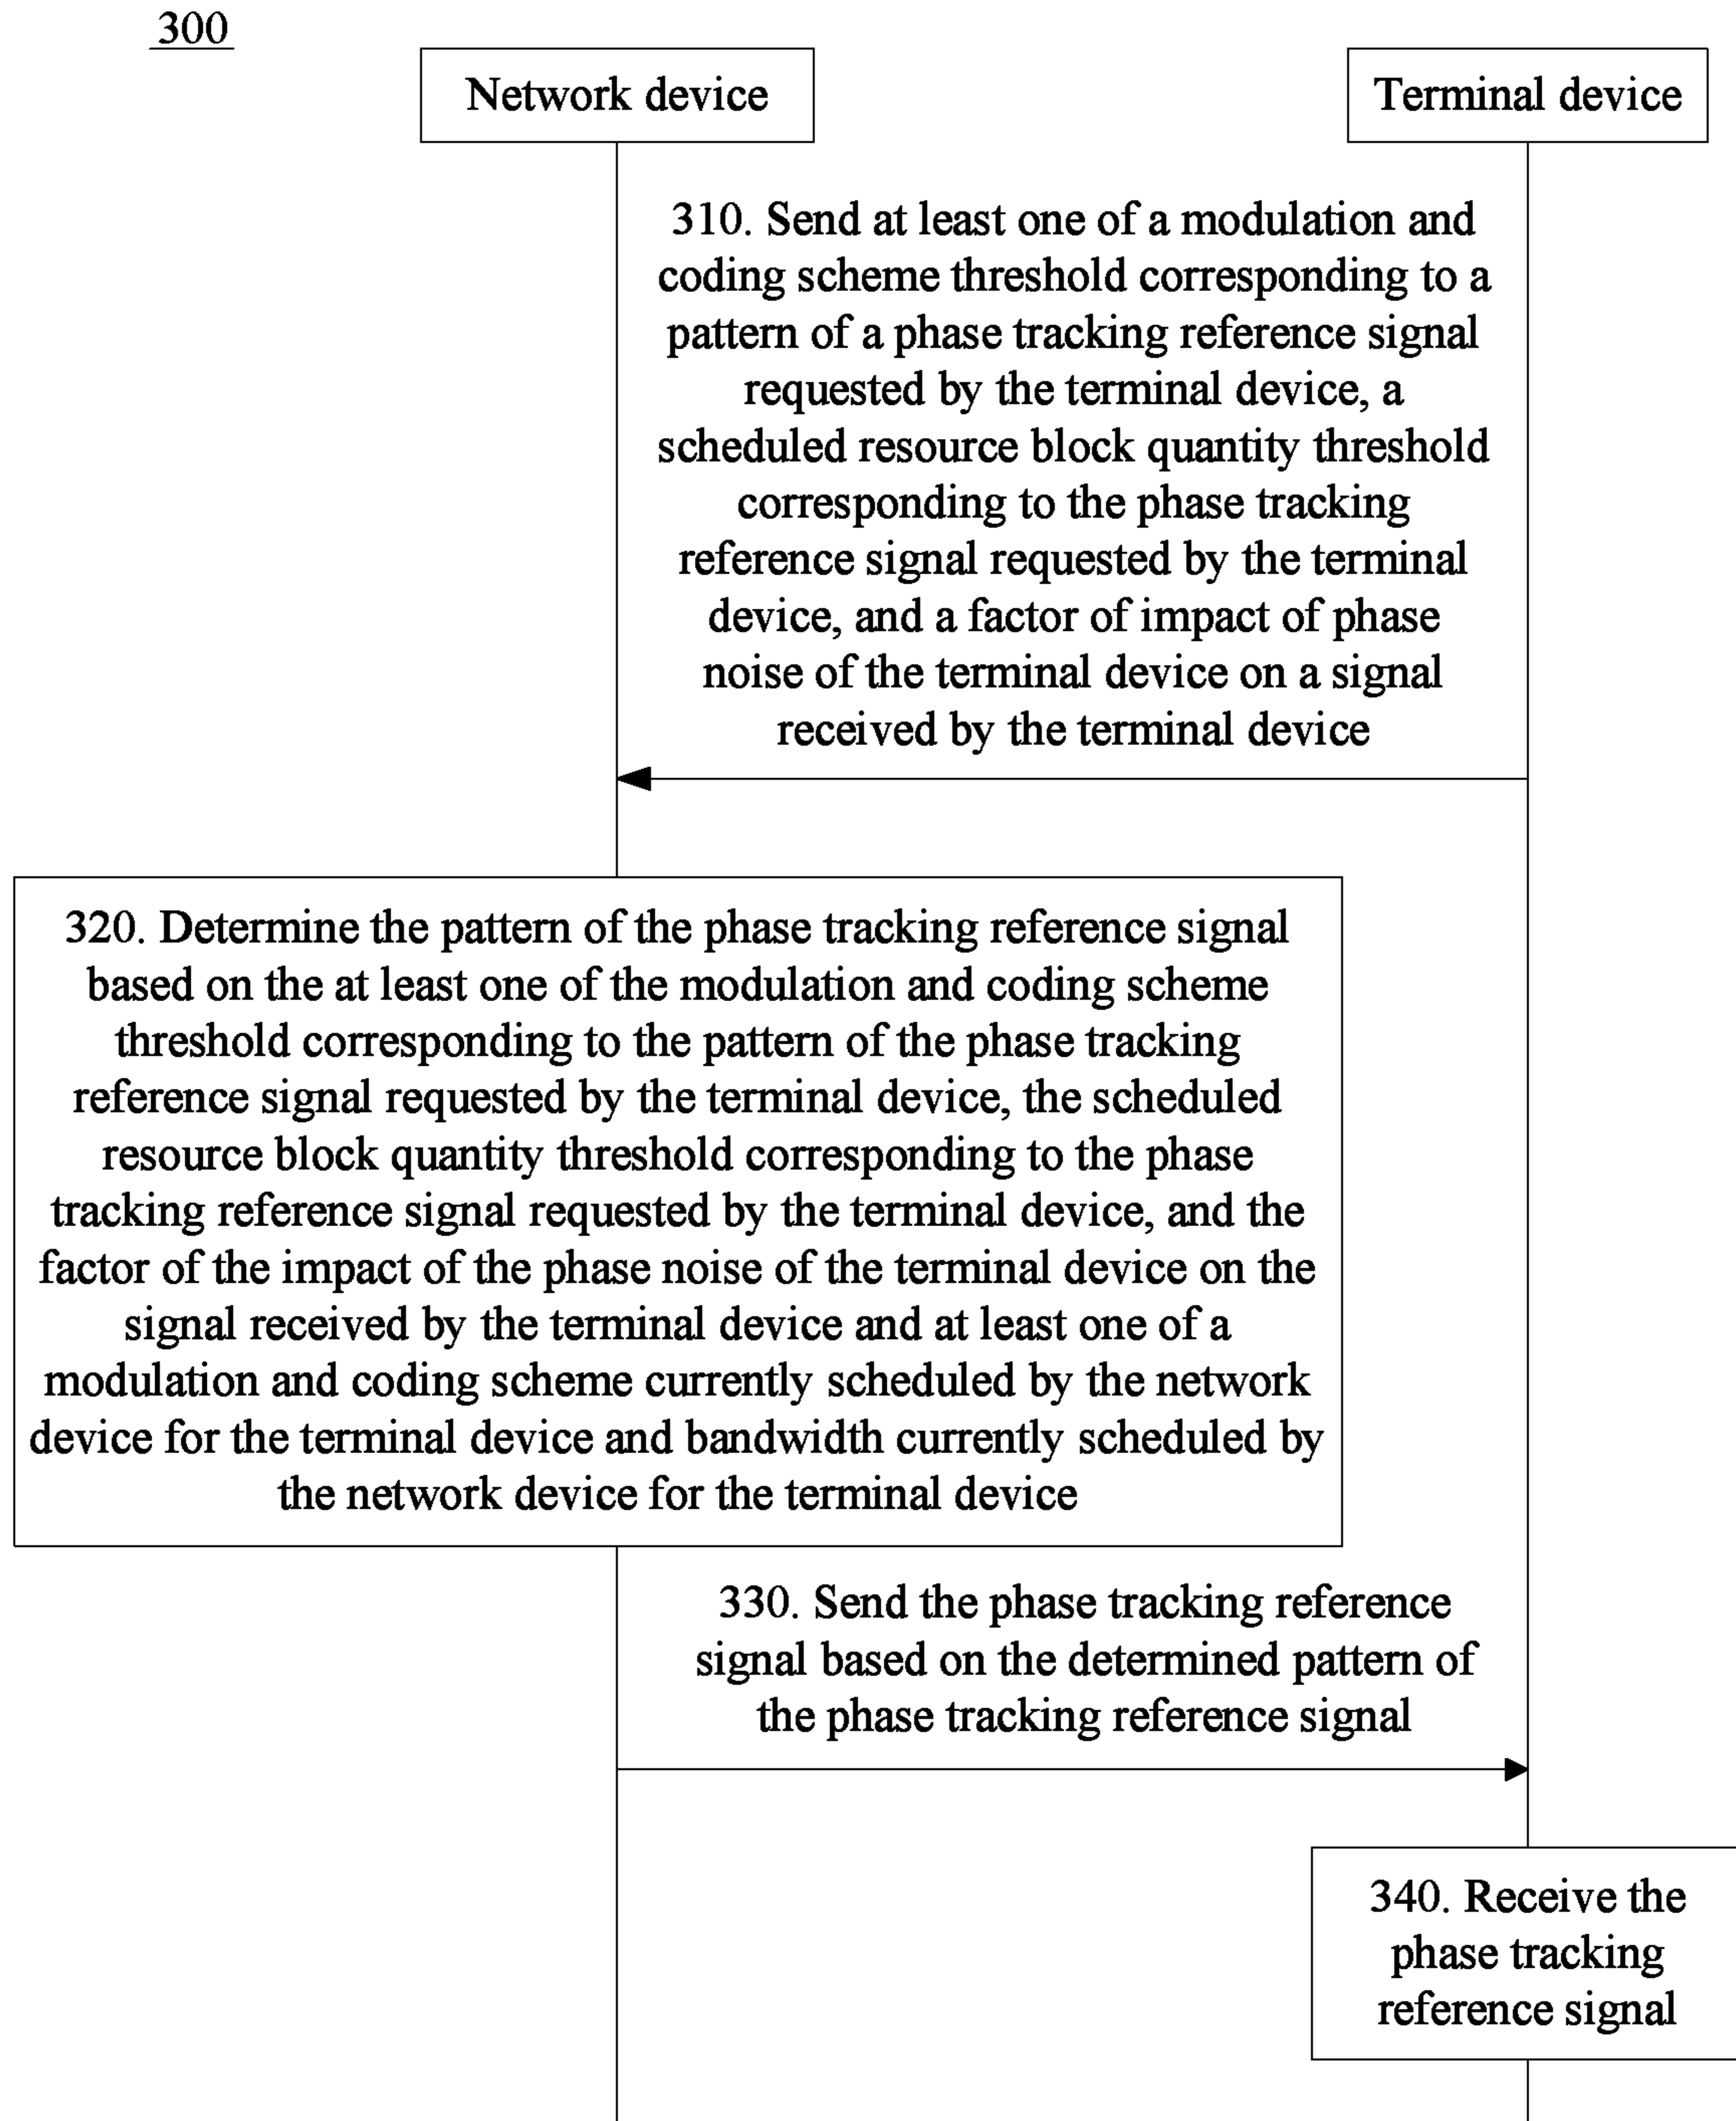 300
Network device
Terminal device
310. Send at least one of a modulation and
coding scheme threshold corresponding to a
pattern of a phase tracking reference signal
requested by the terminal device, a
scheduled resource block quantity threshold
corresponding to the phase tracking
reference signal requested by the terminal
device, and a factor of impact of phase
noise of the terminal device on a signal
received by the terminal device
320. Determine the pattern of the phase tracking reference signal
based on the at least one of the modulation and coding scheme
threshold corresponding to the pattern of the phase tracking
reference signal requested by the terminal device, the scheduled
resource block quantity threshold corresponding to the phase
tracking reference signal requested by the terminal device, and the
factor of the impact of the phase noise of the terminal device on the
signal received by the terminal device and at least one of a
modulation and coding scheme currently scheduled by the network
device for the terminal device and bandwidth currently scheduled by
the network device for the terminal device
330. Send the phase tracking reference
signal based on the determined pattern of
the phase tracking reference signal
340. Receive the
phase tracking
reference signal